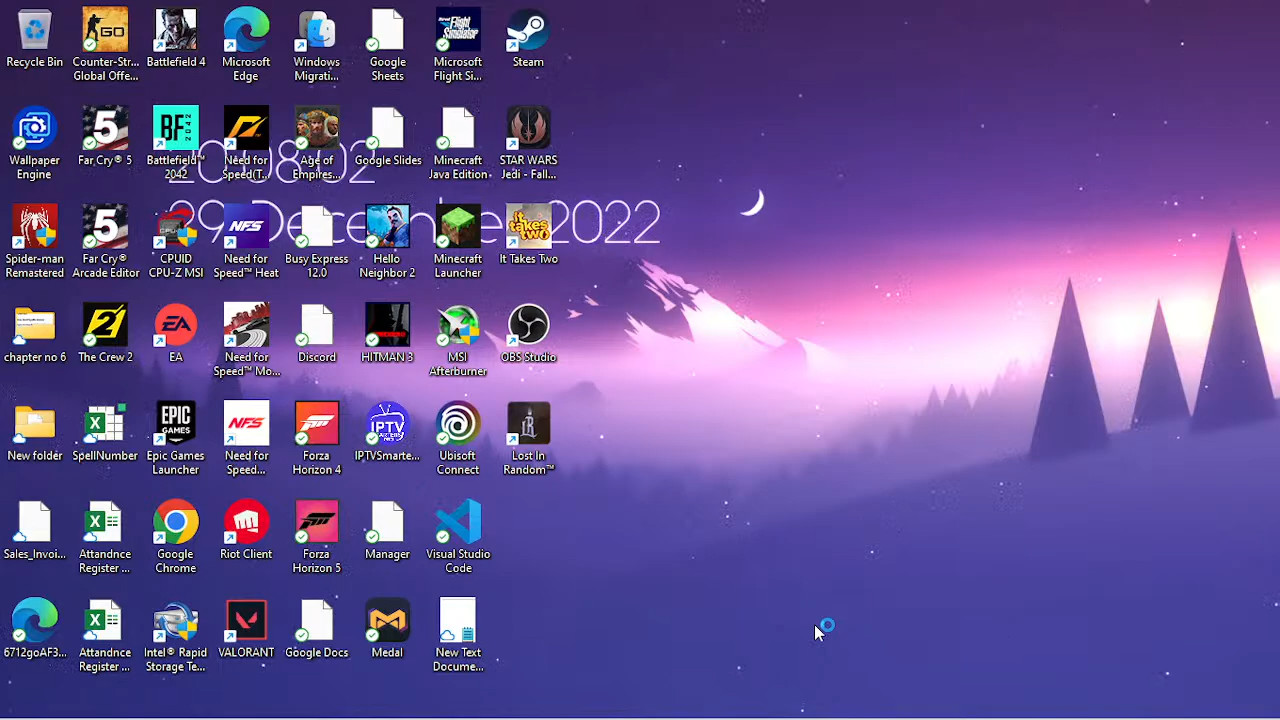 Recycle Bin
Counter-Str...
Global Offe...
Battlefield 4
Microsoft
Edge
Windows
Migrati...
Google
Sheets
Microsoft
Flight Si...
Steam
Wallpaper
Engine
Far Cry® 5
Battlefield™
2042
Need for
Speed(T...
Age of
Empires...
Google Slides
Minecraft
Java Edition
STAR WARS
Jedi - Fall...
20:08:02
29 December 2022
Spider-man
Remastered
Far Cry®
Arcade Editor
CPUID
CPU-Z MSI
Need for
Speed™ Heat
Busy Express
12.0
Hello
Neighbor 2
Minecraft
Launcher
It Takes Two
chapter no 6
The Crew 2
EA
Need for
Speed™ Mo...
Discord
HITMAN 3
MSI
Afterburner
OBS Studio
New folder
SpellNumber
Epic Games
Launcher
Need for
Speed...
Forza
Horizon 4
IPTVSmarte...
Ubisoft
Connect
Lost In
Random™
Sales_Invoi...
Attandnce
Register ...
Google
Chrome
Riot Client
Forza
Horizon 5
Manager
Visual Studio
Code
6712goAF3...
Attandnce
Register ...
Intel® Rapid
Storage Te...
VALORANT
Google Docs
Medal
New Text
Docume...